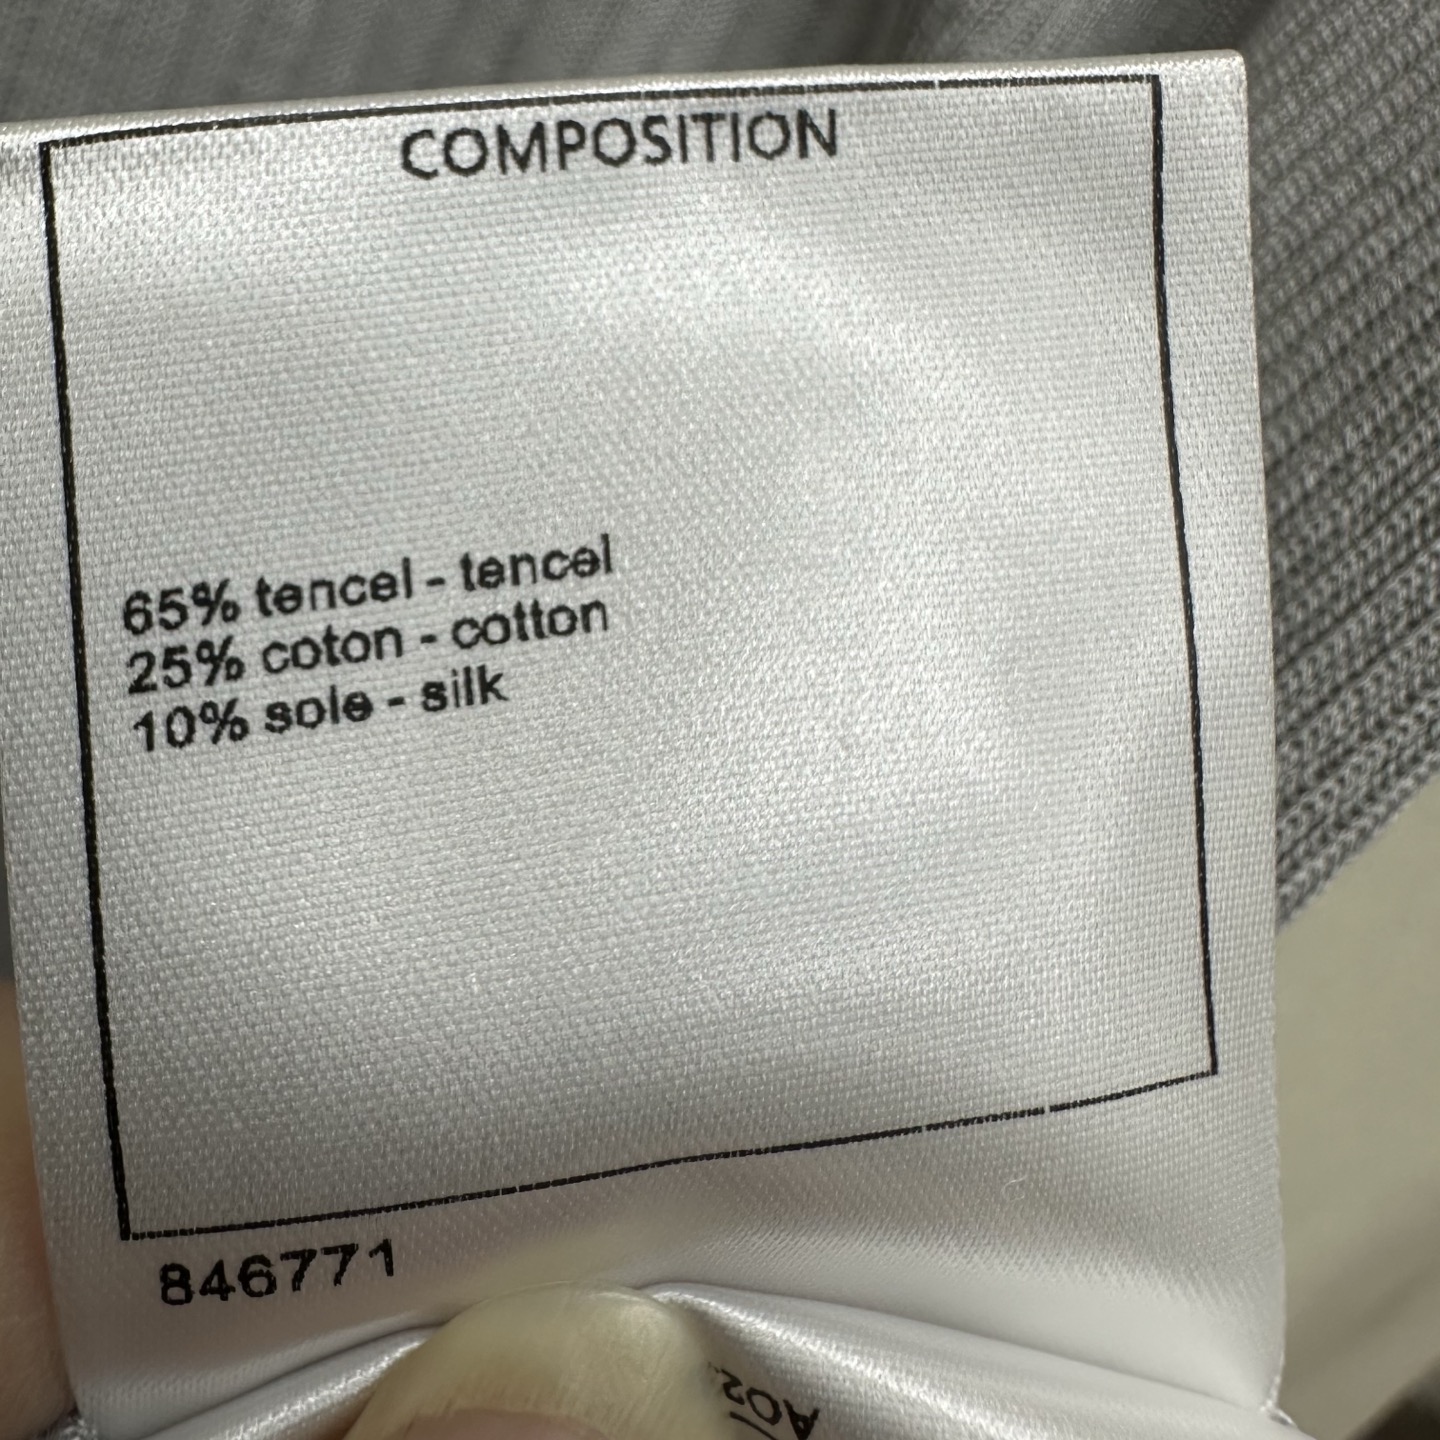 COMPOSITION
65% tencel - tencel
25% coton - cotton
10% soie - silk
846771